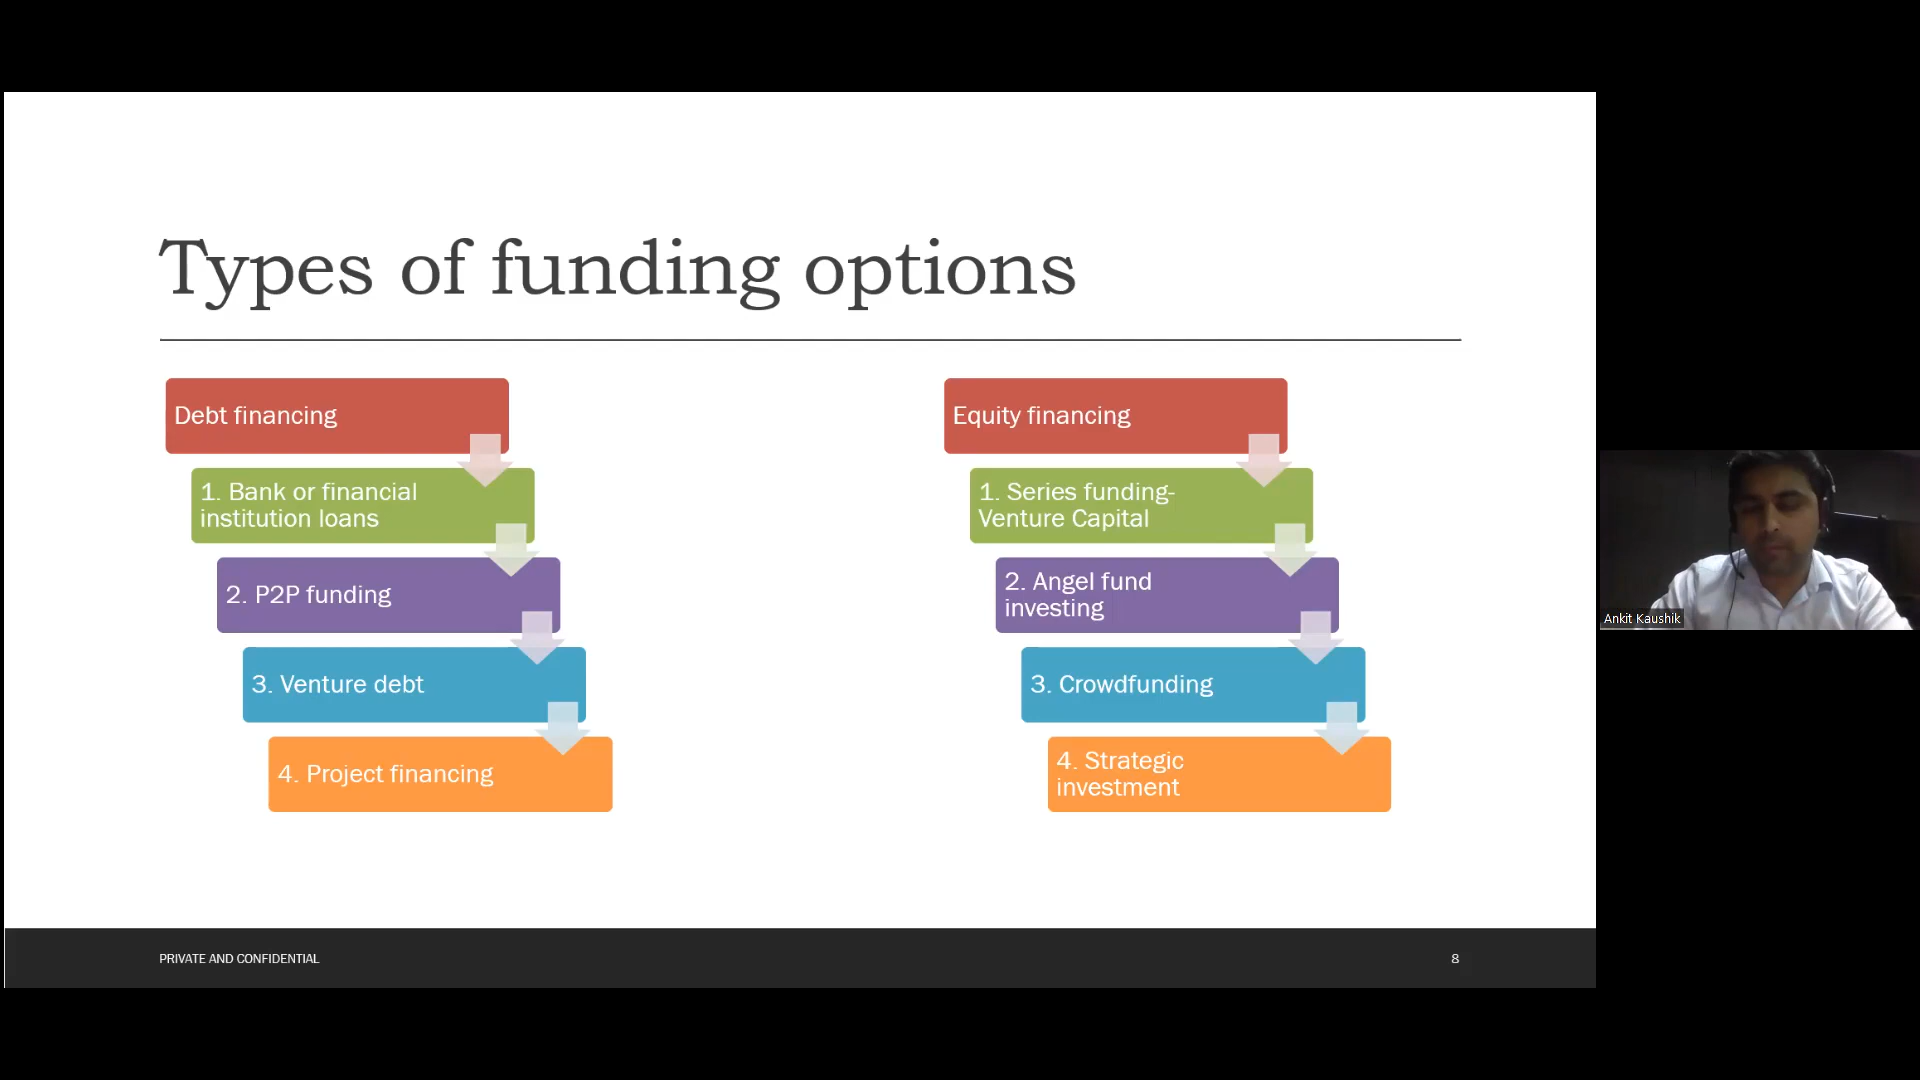 Types of funding options
Debt financing
1. Bank or financial
institution loans
2. P2P funding
3. Venture debt
4. Project financing
Equity financing
1. Series funding-
Venture Capital
2. Angel fund
investing
3. Crowdfunding
4. Strategic
investment
Ankit Kaushik
PRIVATE AND CONFIDENTIAL
8